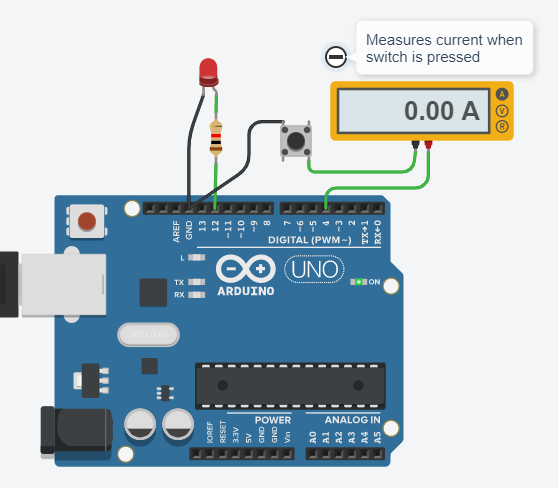 Measures current when
switch is pressed
0.00 A
A
V
R
AREF
GND
13
12
~11
~10
~9
8
7
~6
~5
4
~3
2
TX→1
RX←0
DIGITAL (PWM~)
L
TX
RX
UNO
ARDUINO
ON
POWER
ANALOG IN
IOREF
RESET
3.3V
5V
GND
GND
Vin
A0
A1
A2
A3
A4
A5